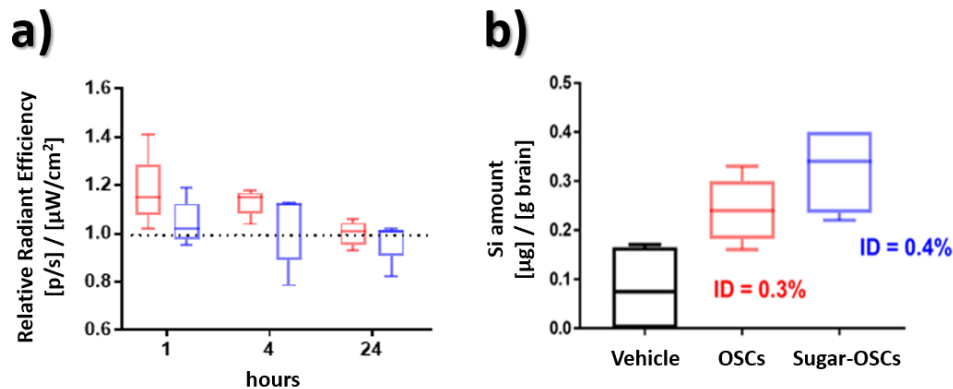 a)
Relative Radiant Efficiency
[p/s] / [µW/cm²]
1.6
1.4
1.2
1.0
0.8
0.6
1
4
24
hours
b)
Si amount
[µg] / [g brain]
0.5
0.4
0.3
0.2
0.1
0.0
ID = 0.3%
ID = 0.4%
Vehicle
OSCs
Sugar-OSCs